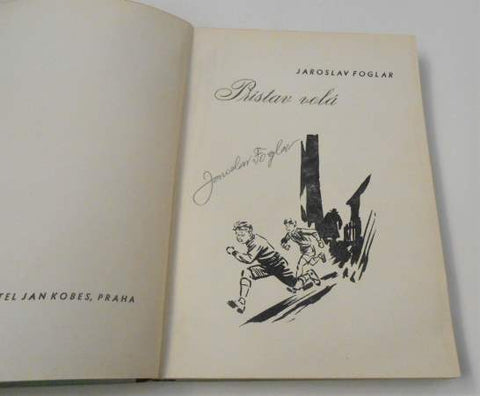 TEL JAN KOBES, PRAHA
JAROSLAV FOGLAR
Přístav volá
Jaroslav Foglar